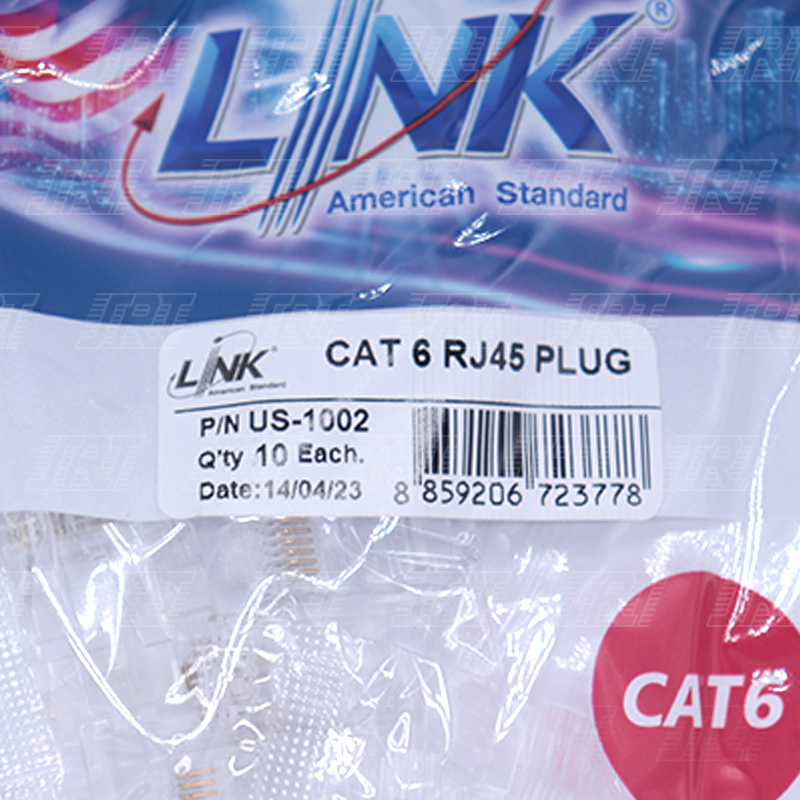 LINK®
American Standard
LINK®
American Standard
CAT 6 RJ45 PLUG
P/N US-1002
Q'ty 10 Each.
Date:14/04/23
8 859206 723778
CAT6
JRT